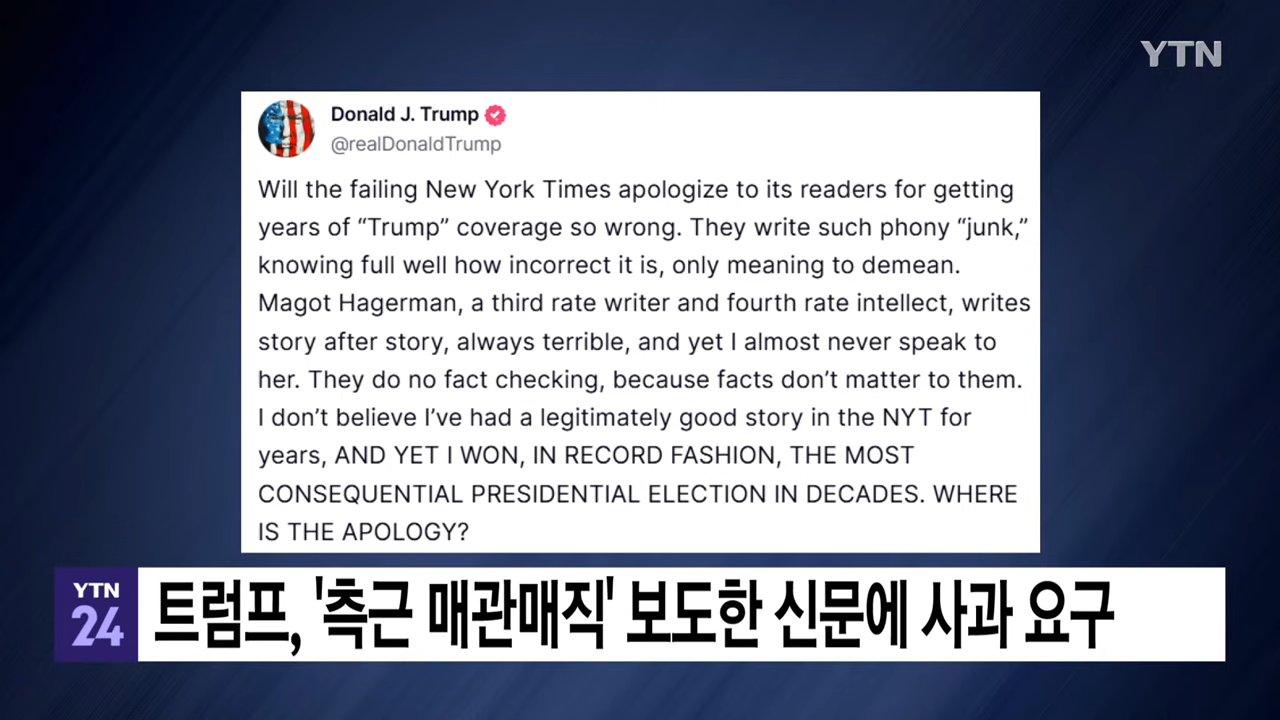 YTN
Donald J. Trump
@realDonaldTrump
Will the failing New York Times apologize to its readers for getting
years of “Trump” coverage so wrong. They write such phony “junk,”
knowing full well how incorrect it is, only meaning to demean.
Magot Hagerman, a third rate writer and fourth rate intellect, writes
story after story, always terrible, and yet I almost never speak to
her. They do no fact checking, because facts don’t matter to them.
I don’t believe I’ve had a legitimately good story in the NYT for
years, AND YET I WON, IN RECORD FASHION, THE MOST
CONSEQUENTIAL PRESIDENTIAL ELECTION IN DECADES. WHERE
IS THE APOLOGY?
YTN
24
트럼프, '측근 매관매직' 보도한 신문에 사과 요구